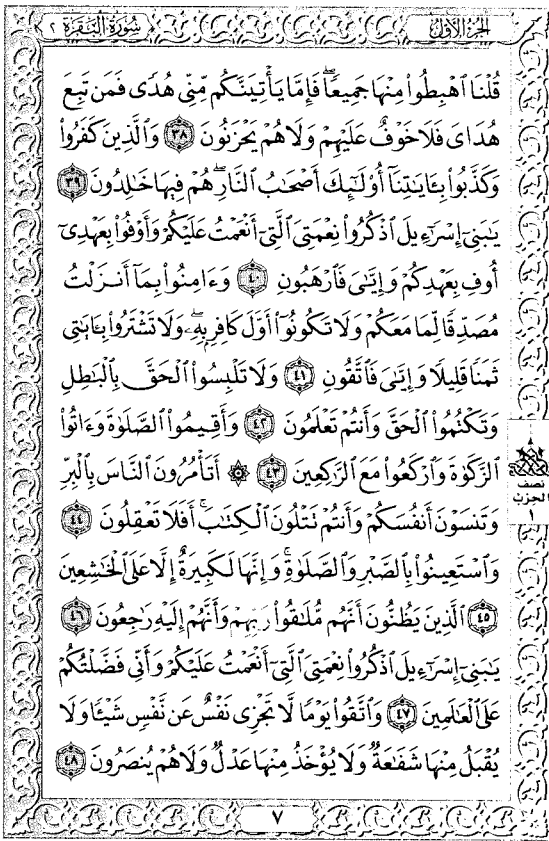 الجزء الأول
سورة البقرة ٢
قُلْنَا ٱهْبِطُوا۟ مِنْهَا جَمِيعًۭا ۖ فَإِمَّا يَأْتِيَنَّكُم مِّنِّى هُدًۭى فَمَن تَبِعَ
هُدَاىَ فَلَا خَوْفٌ عَلَيْهِمْ وَلَا هُمْ يَحْزَنُونَ ٣٨ وَٱلَّذِينَ كَفَرُوا۟
وَكَذَّبُوا۟ بِـَٔايَـٰتِنَآ أُو۟لَـٰٓئِكَ أَصْحَـٰبُ ٱلنَّارِ ۖ هُمْ فِيهَا خَـٰلِدُونَ ٣٩
يَـٰبَنِىٓ إِسْرَٰٓءِيلَ ٱذْكُرُوا۟ نِعْمَتِىَ ٱلَّتِىٓ أَنْعَمْتُ عَلَيْكُمْ وَأَوْفُوا۟ بِعَهْدِىٓ
أُوفِ بِعَهْدِكُمْ وَإِيَّـٰىَ فَٱرْهَبُونِ ٤٠ وَءَامِنُوا۟ بِمَآ أَنزَلْتُ
مُصَدِّقًۭا لِّمَا مَعَكُمْ وَلَا تَكُونُوٓا۟ أَوَّلَ كَافِرٍۭ بِهِۦ ۖ وَلَا تَشْتَرُوا۟ بِـَٔايَـٰتِى
ثَمَنًۭا قَلِيلًۭا وَإِيَّـٰىَ فَٱتَّقُونِ ٤١ وَلَا تَلْبِسُوا۟ ٱلْحَقَّ بِٱلْبَـٰطِلِ
وَتَكْتُمُوا۟ ٱلْحَقَّ وَأَنتُمْ تَعْلَمُونَ ٤٢ وَأَقِيمُوا۟ ٱلصَّلَوٰةَ وَءَاتُوا۟
ٱلزَّكَوٰةَ وَٱرْكَعُوا۟ مَعَ ٱلرَّٰكِعِينَ ٤٣ ۞ أَتَأْمُرُونَ ٱلنَّاسَ بِٱلْبِرِّ
وَتَنسَوْنَ أَنفُسَكُمْ وَأَنتُمْ تَتْلُونَ ٱلْكِتَـٰبَ ۚ أَفَلَا تَعْقِلُونَ ٤٤
وَٱسْتَعِينُوا۟ بِٱلصَّبْرِ وَٱلصَّلَوٰةِ ۚ وَإِنَّهَا لَكَبِيرَةٌ إِلَّا عَلَى ٱلْخَـٰشِعِينَ
٤٥ ٱلَّذِينَ يَظُنُّونَ أَنَّهُم مُّلَـٰقُوا۟ رَبِّهِمْ وَأَنَّهُمْ إِلَيْهِ رَٰجِعُونَ ٤٦
يَـٰبَنِىٓ إِسْرَٰٓءِيلَ ٱذْكُرُوا۟ نِعْمَتِىَ ٱلَّتِىٓ أَنْعَمْتُ عَلَيْكُمْ وَأَنِّى فَضَّلْتُكُمْ
عَلَى ٱلْعَـٰلَمِينَ ٤٧ وَٱتَّقُوا۟ يَوْمًۭا لَّا تَجْزِى نَفْسٌ عَن نَّفْسٍۢ شَيْـًۭٔا وَلَا
يُقْبَلُ مِنْهَا شَفَـٰعَةٌۭ وَلَا يُؤْخَذُ مِنْهَا عَدْلٌۭ وَلَا هُمْ يُنصَرُونَ ٤٨
نصف
الحزب
١
٧